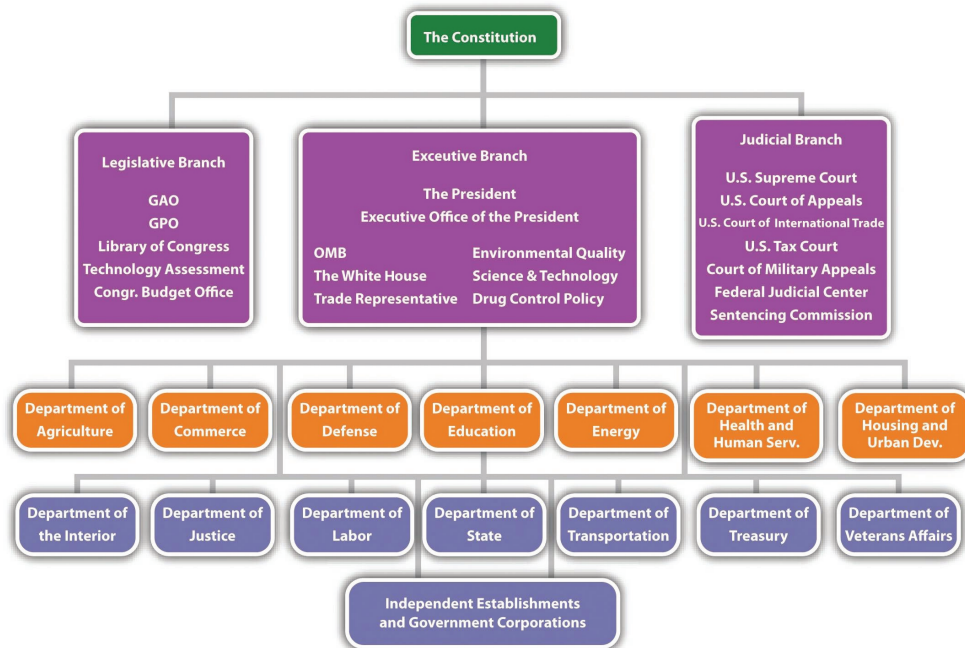 The Constitution
Legislative Branch
GAO
GPO
Library of Congress
Technology Assessment
Congr. Budget Office
Exceutive Branch
The President
Executive Office of the President
OMB
The White House
Trade Representative
Environmental Quality
Science & Technology
Drug Control Policy
Judicial Branch
U.S. Supreme Court
U.S. Court of Appeals
U.S. Court of International Trade
U.S. Tax Court
Court of Military Appeals
Federal Judicial Center
Sentencing Commission
Department of
Agriculture
Department of
Commerce
Department of
Defense
Department of
Education
Department of
Energy
Department of
Health and
Human Serv.
Department of
Housing and
Urban Dev.
Department of
the Interior
Department of
Justice
Department of
Labor
Department of
State
Department of
Transportation
Department of
Treasury
Department of
Veterans Affairs
Independent Establishments
and Government Corporations